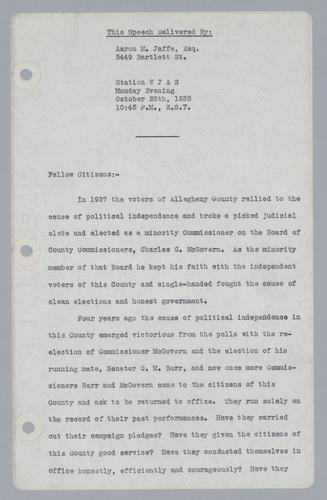 This Speech Delivered By:
Aaron M. Jaffe, Esq.
5449 Bartlett St.
Station W J A S
Monday Evening
October 28th, 1935
10:45 P.M., E.S.T.
Fellow Citizens:-
In 1927 the voters of Allegheny County rallied to the
cause of political independence and broke a picked judicial
slate and elected as a minority Commissioner on the Board of
County Commissioners, Charles C. McGovern. As the minority
member of that Board he kept his faith with the independent
voters of this County and single-handed fought the cause of
clean elections and honest government.
Four years ago the cause of political independence in
this County emerged victorious from the polls with the re-
election of Commissioner McGovern and the election of his
running mate, Senator C. M. Barr, and now once more Commis-
sioners Barr and McGovern come to the citizens of this
County and ask to be returned to office. They run solely on
the record of their past performances. Have they carried
out their campaign pledges? Have they given the citizens of
this County good service? Have they conducted themselves in
office honestly, efficiently and courageously? Have they